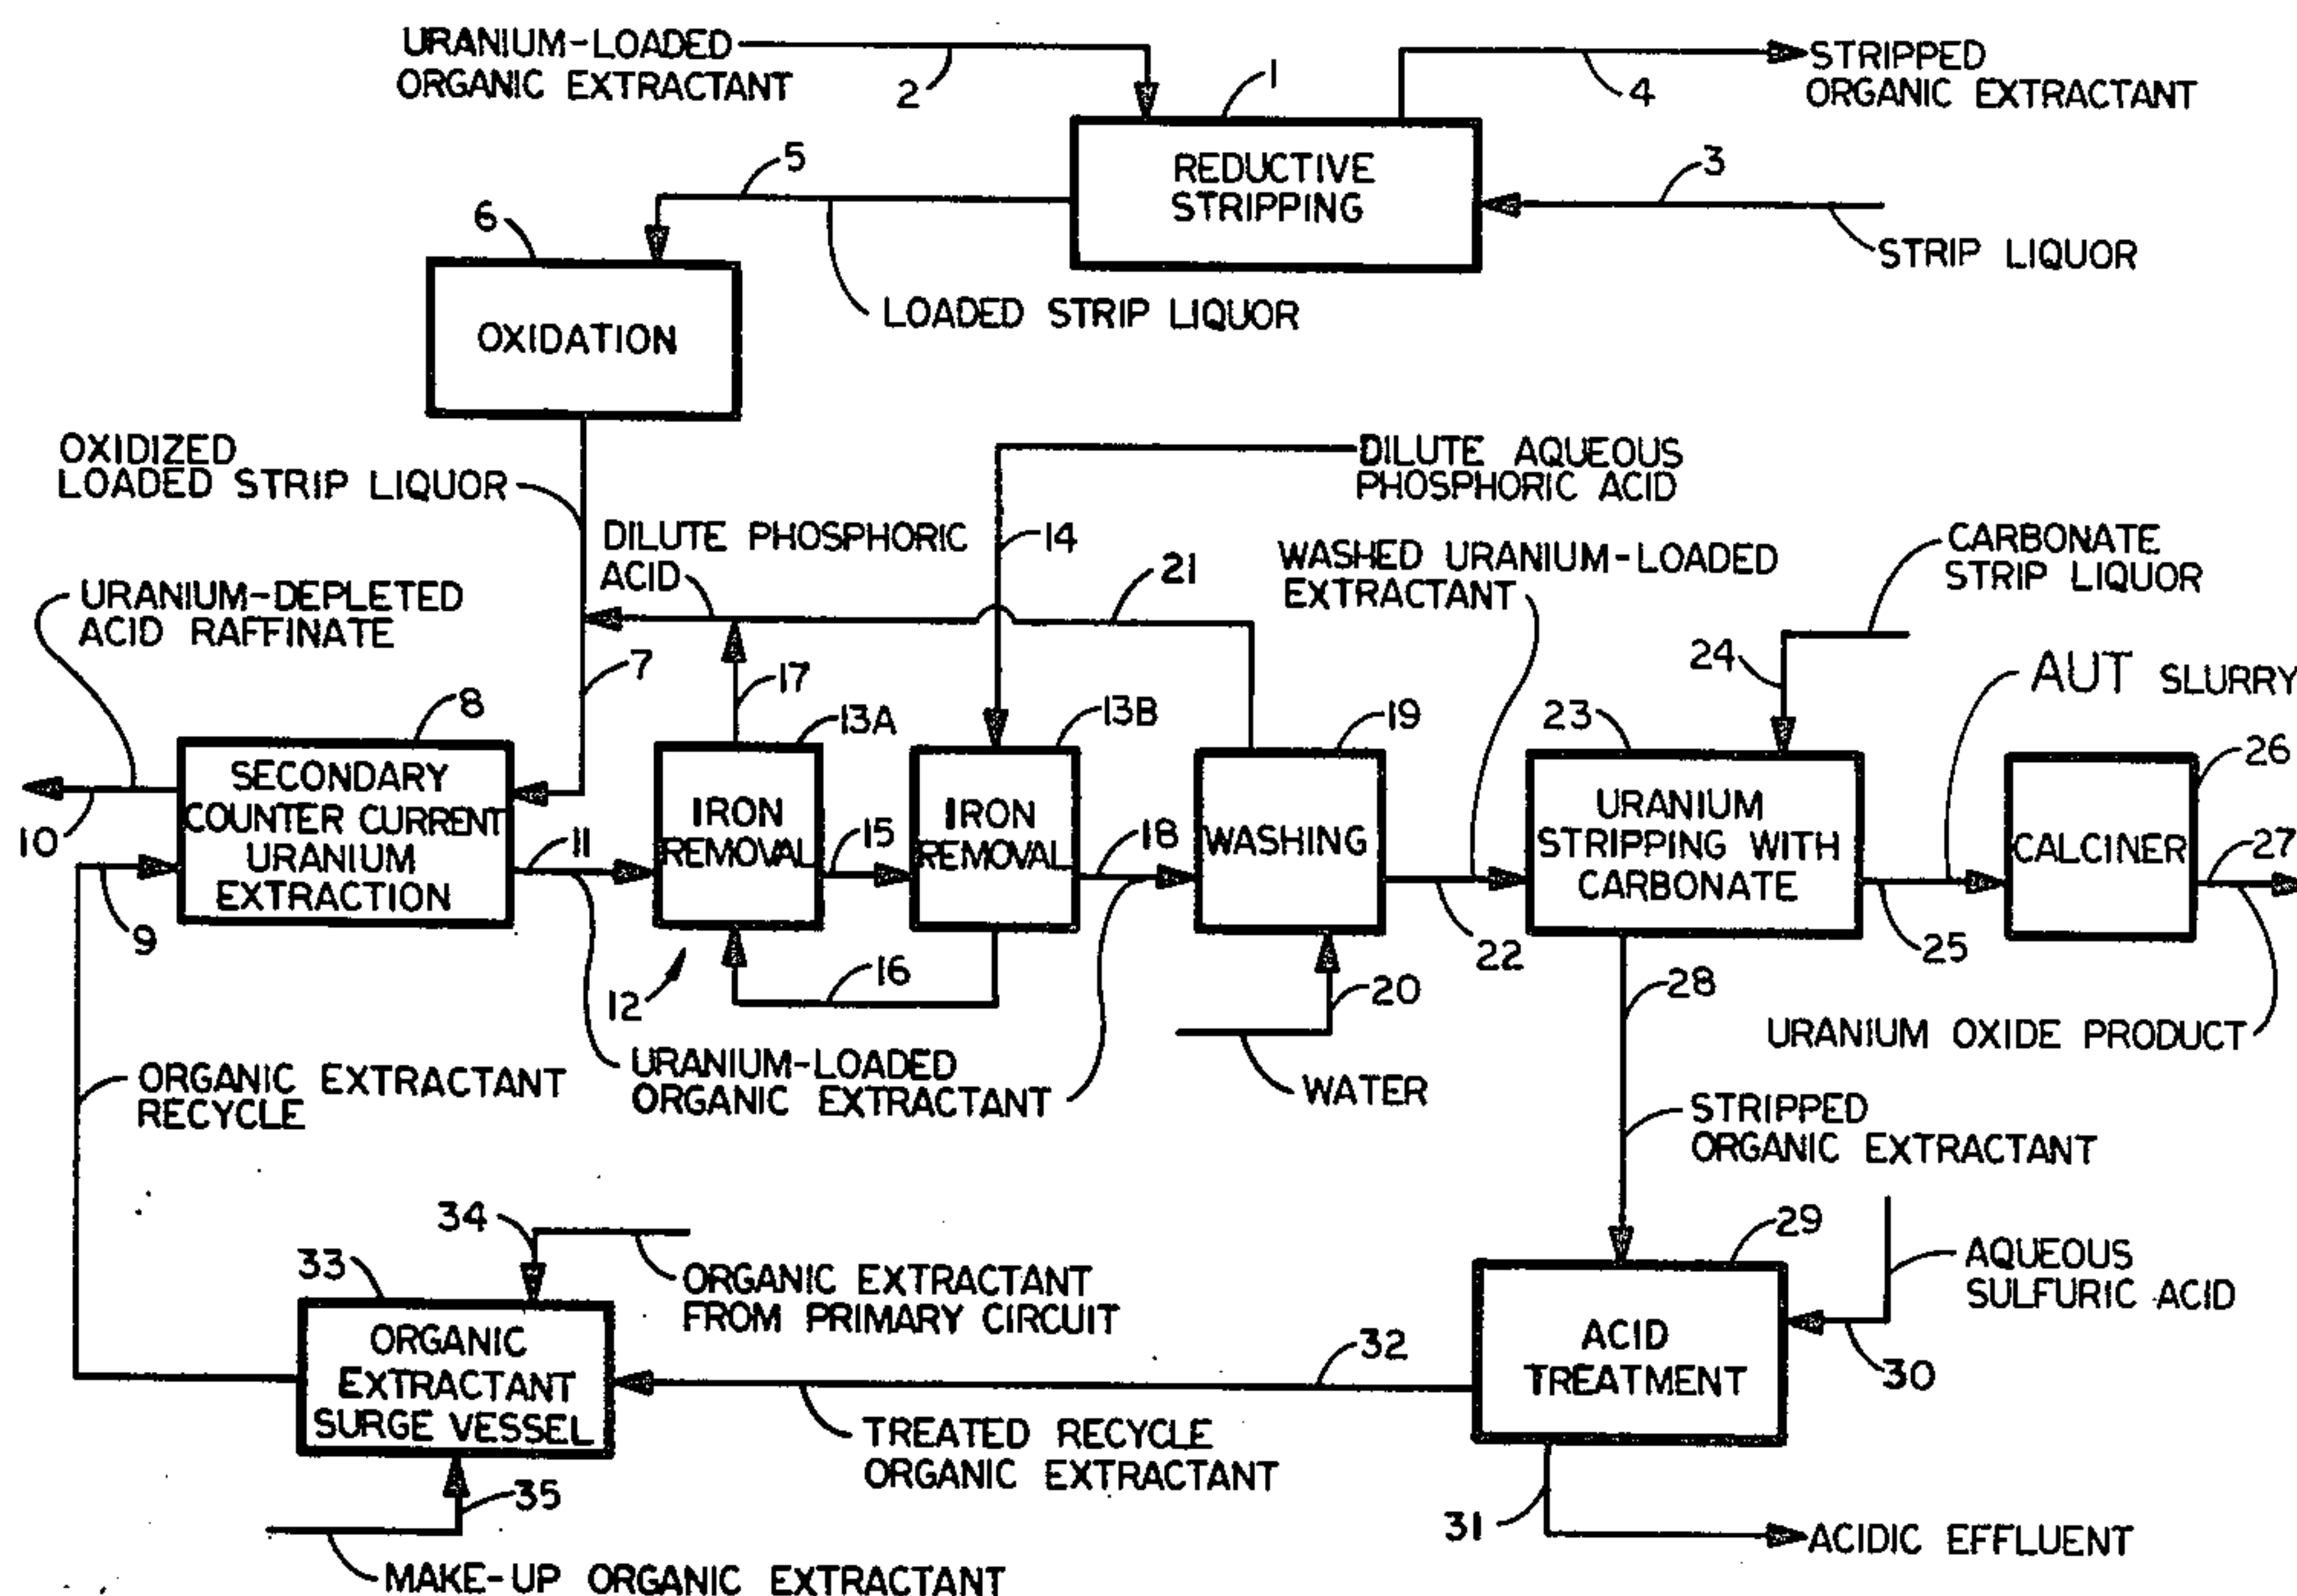 URANIUM-LOADED
ORGANIC EXTRACTANT
2
1
4
STRIPPED
ORGANIC EXTRACTANT
REDUCTIVE
STRIPPING
5
3
STRIP LIQUOR
6
OXIDATION
LOADED STRIP LIQUOR
OXIDIZED
LOADED STRIP LIQUOR
DILUTE AQUEOUS
PHOSPHORIC ACID
DILUTE PHOSPHORIC
ACID
14
21
WASHED URANIUM-LOADED
EXTRACTANT
CARBONATE
STRIP LIQUOR
URANIUM-DEPLETED
ACID RAFFINATE
7
17
24
AUT SLURRY
8
13A
13B
19
23
26
SECONDARY
COUNTER CURRENT
URANIUM
EXTRACTION
10
9
11
IRON
REMOVAL
15
IRON
REMOVAL
18
WASHING
22
URANIUM
STRIPPING WITH
CARBONATE
25
CALCINER
27
12
16
20
28
URANIUM OXIDE PRODUCT
ORGANIC EXTRACTANT
RECYCLE
URANIUM-LOADED
ORGANIC EXTRACTANT
WATER
STRIPPED
ORGANIC EXTRACTANT
34
33
ORGANIC EXTRACTANT
FROM PRIMARY CIRCUIT
29
AQUEOUS
SULFURIC ACID
30
ORGANIC
EXTRACTANT
SURGE VESSEL
32
ACID
TREATMENT
TREATED RECYCLE
ORGANIC EXTRACTANT
35
31
ACIDIC EFFLUENT
MAKE-UP ORGANIC EXTRACTANT